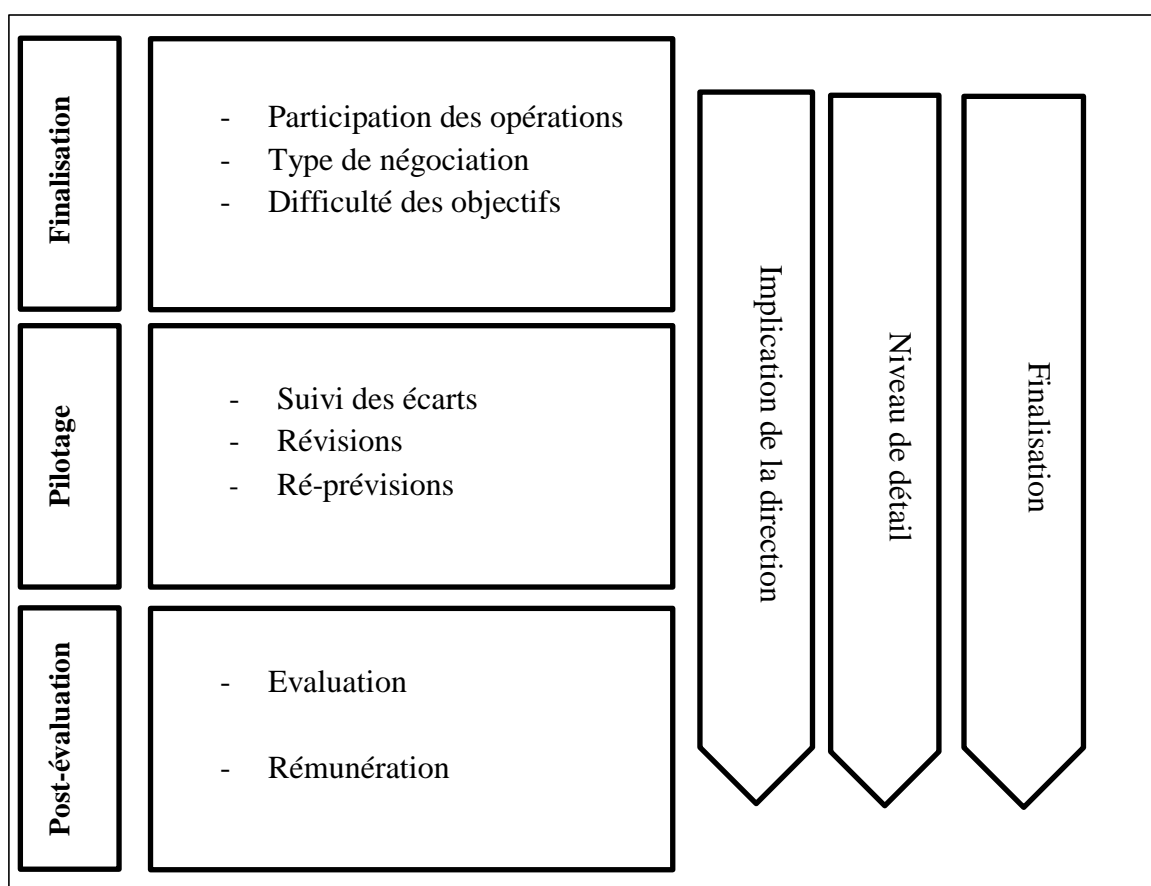 Finalisation
- Participation des opérations
- Type de négociation
- Difficulté des objectifs
Pilotage
- Suivi des écarts
- Révisions
- Ré-prévisions
Post-évaluation
- Evaluation
- Rémunération
Implication de la direction
Niveau de détail
Finalisation